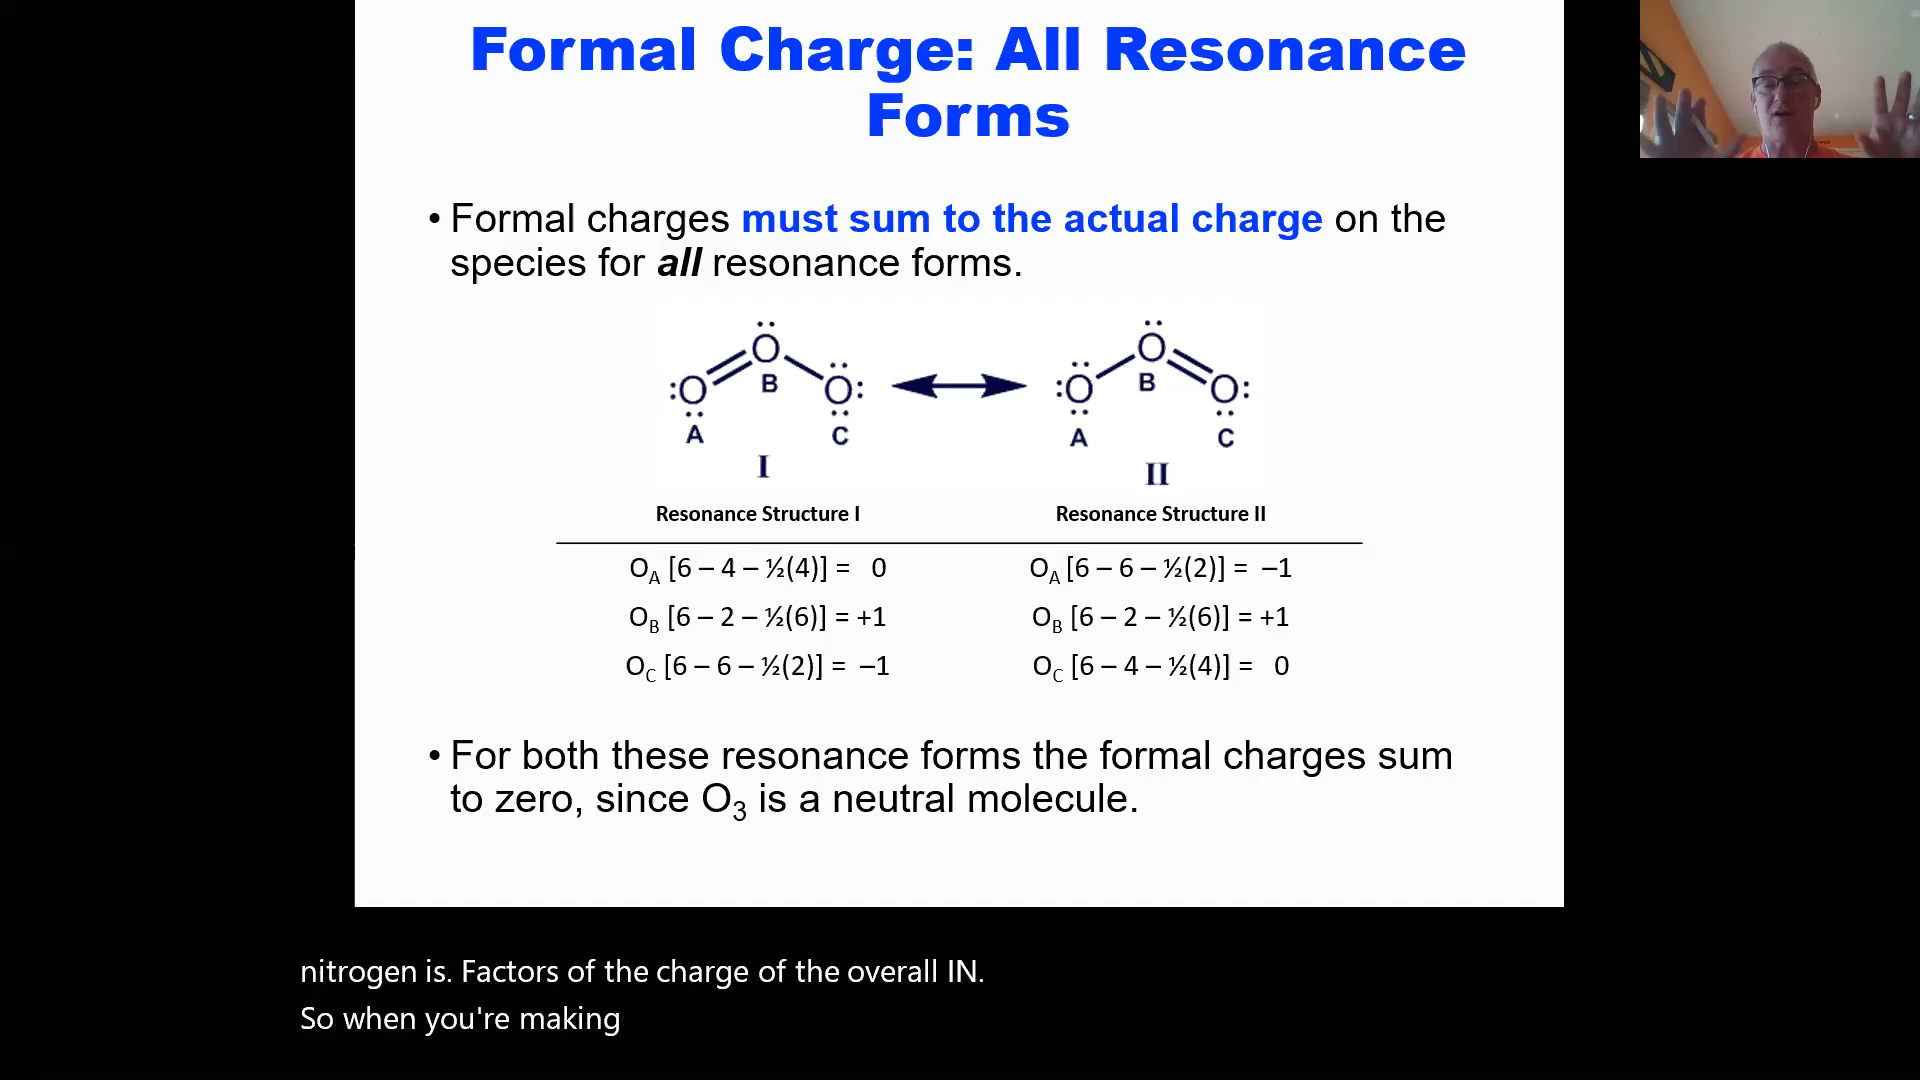 Formal Charge: All Resonance
Forms
• Formal charges must sum to the actual charge on the
species for all resonance forms.
O B O A O C
I
O B O A O C
II
Resonance Structure I Resonance Structure II
O_A [6 – 4 – ½(4)] = 0 O_A [6 – 6 – ½(2)] = –1
O_B [6 – 2 – ½(6)] = +1 O_B [6 – 2 – ½(6)] = +1
O_C [6 – 6 – ½(2)] = –1 O_C [6 – 4 – ½(4)] = 0
• For both these resonance forms the formal charges sum
to zero, since O₃ is a neutral molecule.
nitrogen is. Factors of the charge of the overall IN.
So when you're making